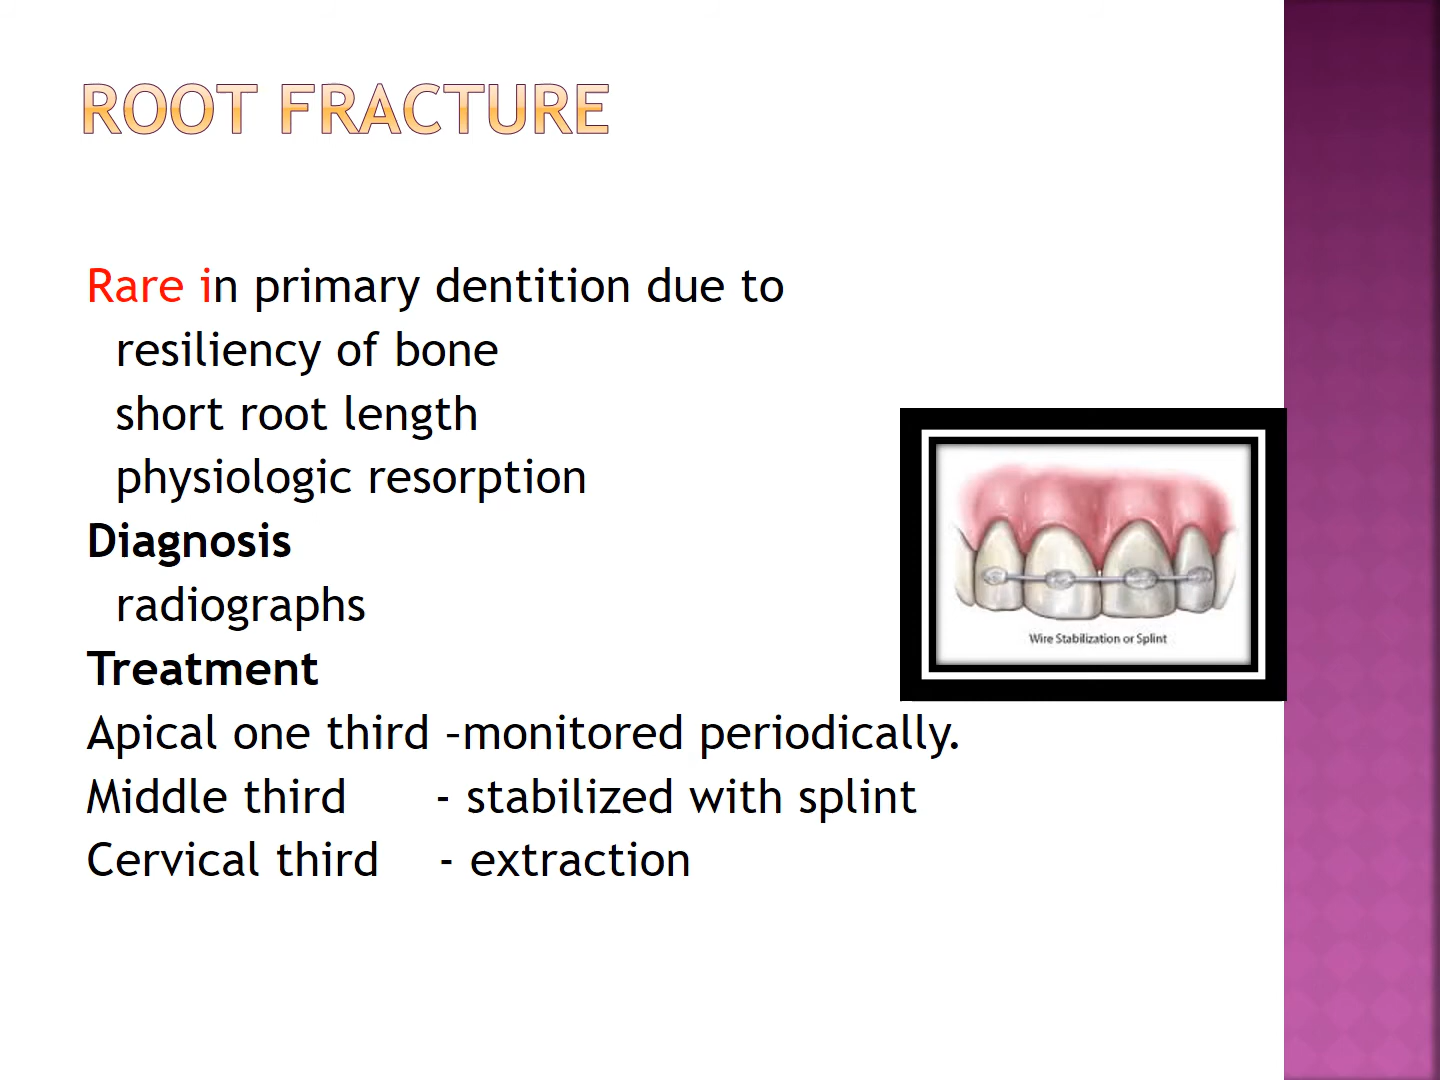 ROOT FRACTURE
Rare in primary dentition due to
resiliency of bone
short root length
physiologic resorption
Diagnosis
radiographs
Treatment
Apical one third –monitored periodically.
Middle third - stabilized with splint
Cervical third - extraction
Wire Stabilization or Splint